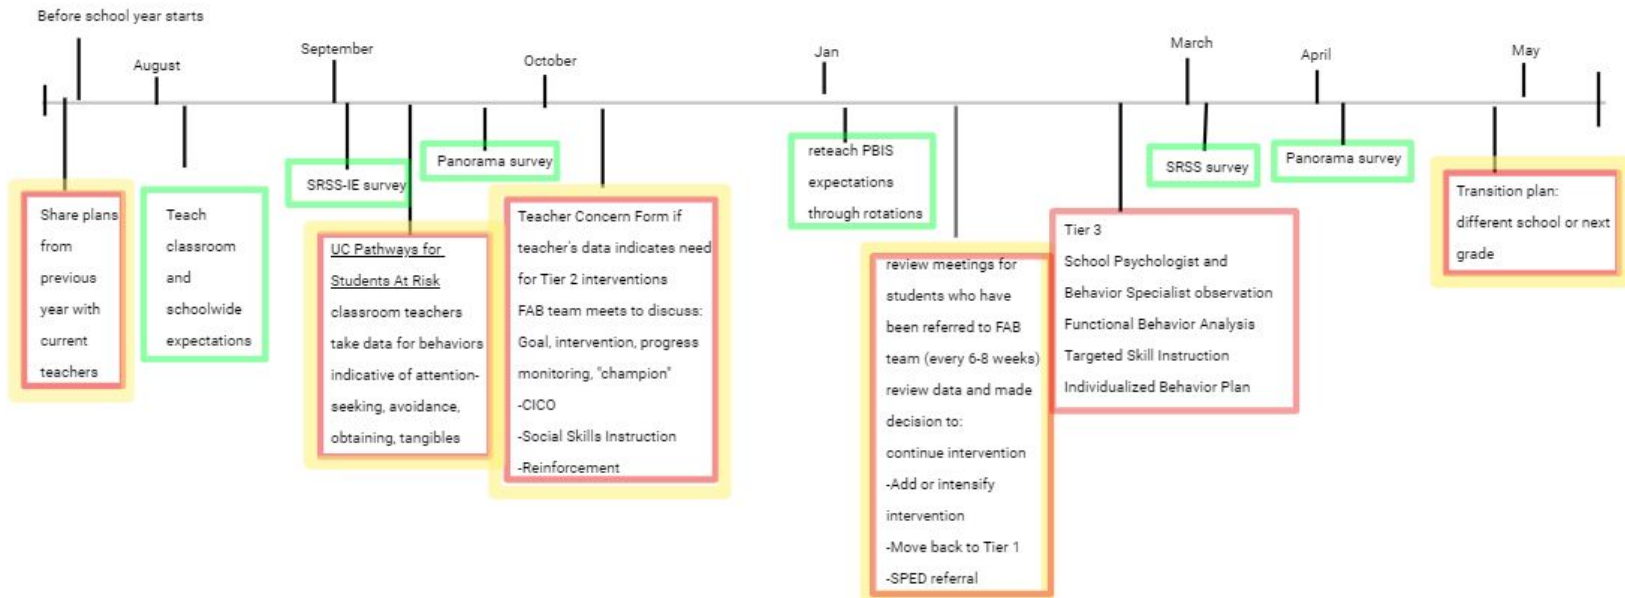 Before school year starts
August
September
October
Jan
March
April
May
Share plans
from
previous
year with
current
teachers
Teach
classroom
and
schoolwide
expectations
SRSS-IE survey
UC Pathways for
Students At Risk
classroom teachers
take data for behaviors
indicative of attention-
seeking, avoidance,
obtaining, tangibles
Panorama survey
Teacher Concern Form if
teacher's data indicates need
for Tier 2 interventions
FAB team meets to discuss:
Goal, intervention, progress
monitoring, "champion"
-CICO
-Social Skills Instruction
-Reinforcement
reteach PBIS
expectations
through rotations
review meetings for
students who have
been referred to FAB
team (every 6-8 weeks)
review data and made
decision to:
continue intervention
-Add or intensify
intervention
-Move back to Tier 1
-SPED referral
Tier 3
School Psychologist and
Behavior Specialist observation
Functional Behavior Analysis
Targeted Skill Instruction
Individualized Behavior Plan
SRSS survey
Panorama survey
Transition plan:
different school or next
grade